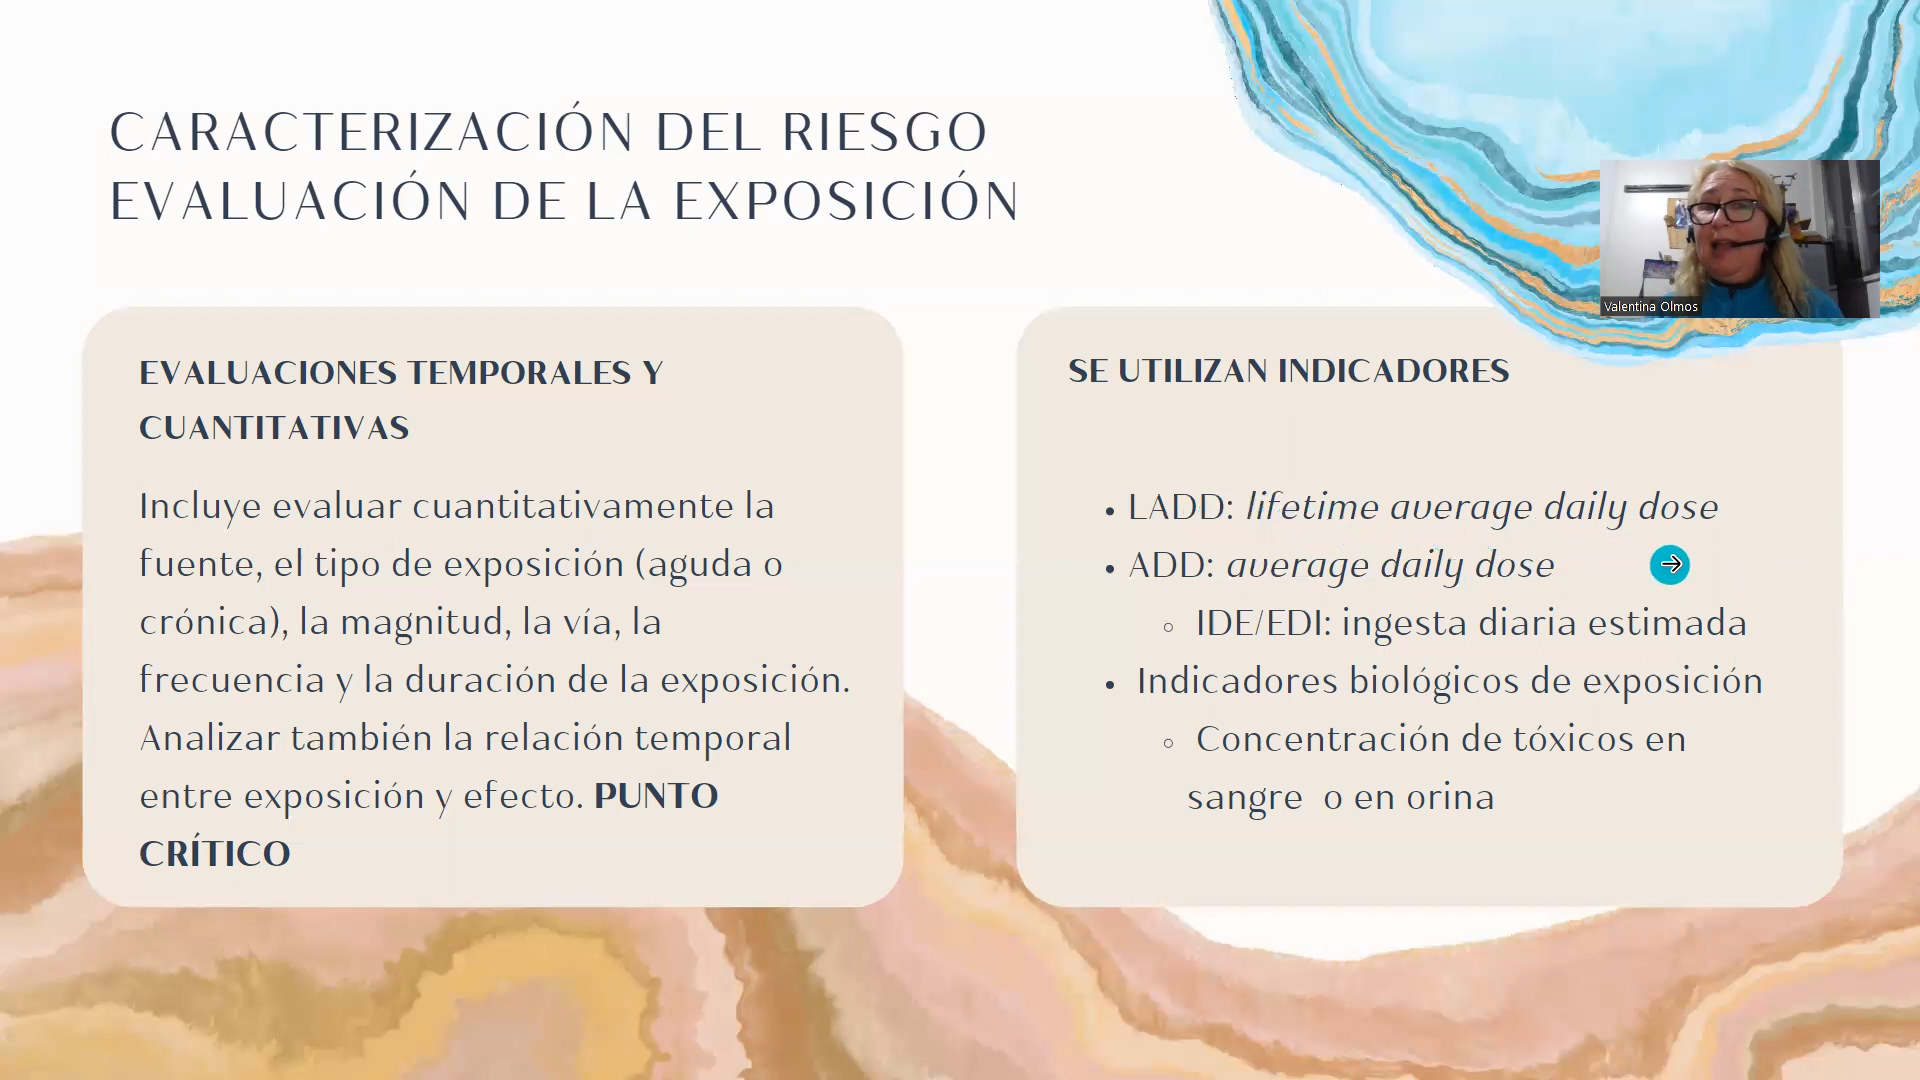 CARACTERIZACIÓN DEL RIESGO
EVALUACIÓN DE LA EXPOSICIÓN
Valentina Olmos
EVALUACIONES TEMPORALES Y
CUANTITATIVAS
Incluye evaluar cuantitativamente la
fuente, el tipo de exposición (aguda o
crónica), la magnitud, la vía, la
frecuencia y la duración de la exposición.
Analizar también la relación temporal
entre exposición y efecto. PUNTO
CRÍTICO
SE UTILIZAN INDICADORES
• LADD: lifetime average daily dose
• ADD: average daily dose
◦ IDE/EDI: ingesta diaria estimada
• Indicadores biológicos de exposición
◦ Concentración de tóxicos en
sangre o en orina